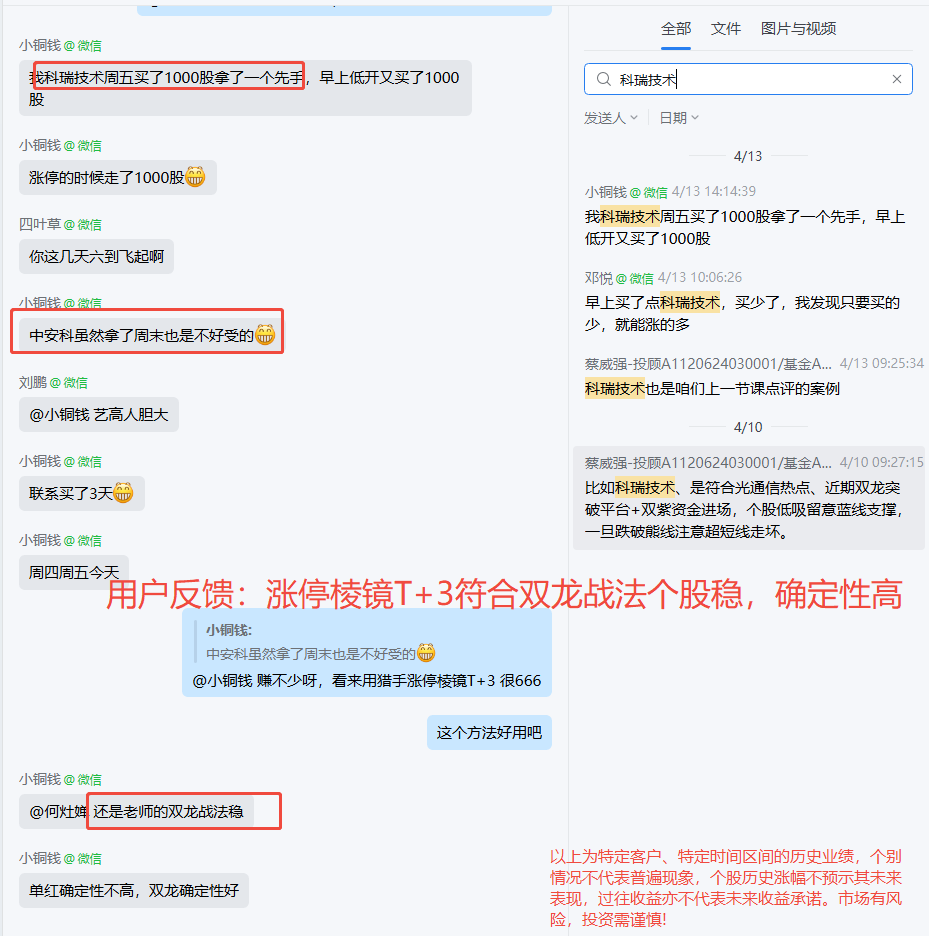 小铜钱@微信
我科瑞技术周五买了1000股拿了一个先手，早上低开又买了1000
股
小铜钱@微信
涨停的时候走了1000股😁
四叶草@微信
你这几天六到飞起啊
小铜钱@微信
中安科虽然拿了周末也是不好受的😁
刘鹏@微信
@小铜钱 艺高人胆大
小铜钱@微信
联系买了3天😁
小铜钱@微信
周四周五今天
用户反馈：涨停棱镜T+3符合双龙战法个股稳，确定性高
小铜钱:
中安科虽然拿了周末也是不好受的😁
@小铜钱 赚不少呀，看来用猎手涨停棱镜T+3 很666
这个方法好用吧
小铜钱@微信
@何灶婵 还是老师的双龙战法稳
小铜钱@微信
单红确定性不高，双龙确定性好
全部 文件 图片与视频
科瑞技术
发送人 日期
4/13
小铜钱@微信 4/13 14:14:39
我科瑞技术周五买了1000股拿了一个先手，早上
低开又买了1000股
邓悦@微信 4/13 10:06:26
早上买了点科瑞技术，买少了，我发现只要买的
少，就能涨的多
蔡威强-投顾A1120624030001/基金A... 4/13 09:25:34
科瑞技术也是咱们上一节课点评的案例
4/10
蔡威强-投顾A1120624030001/基金A... 4/10 09:27:15
比如科瑞技术、是符合光通信热点、近期双龙突
破平台+双紫资金进场，个股低吸留意蓝线支撑，
一旦跌破能线注意超短线走坏。
以上为特定客户、特定时间区间的历史业绩，个别
情况不代表普遍现象，个股历史涨幅不预示其未来
表现，过往收益亦不代表未来收益承诺。市场有风
险，投资需谨慎!